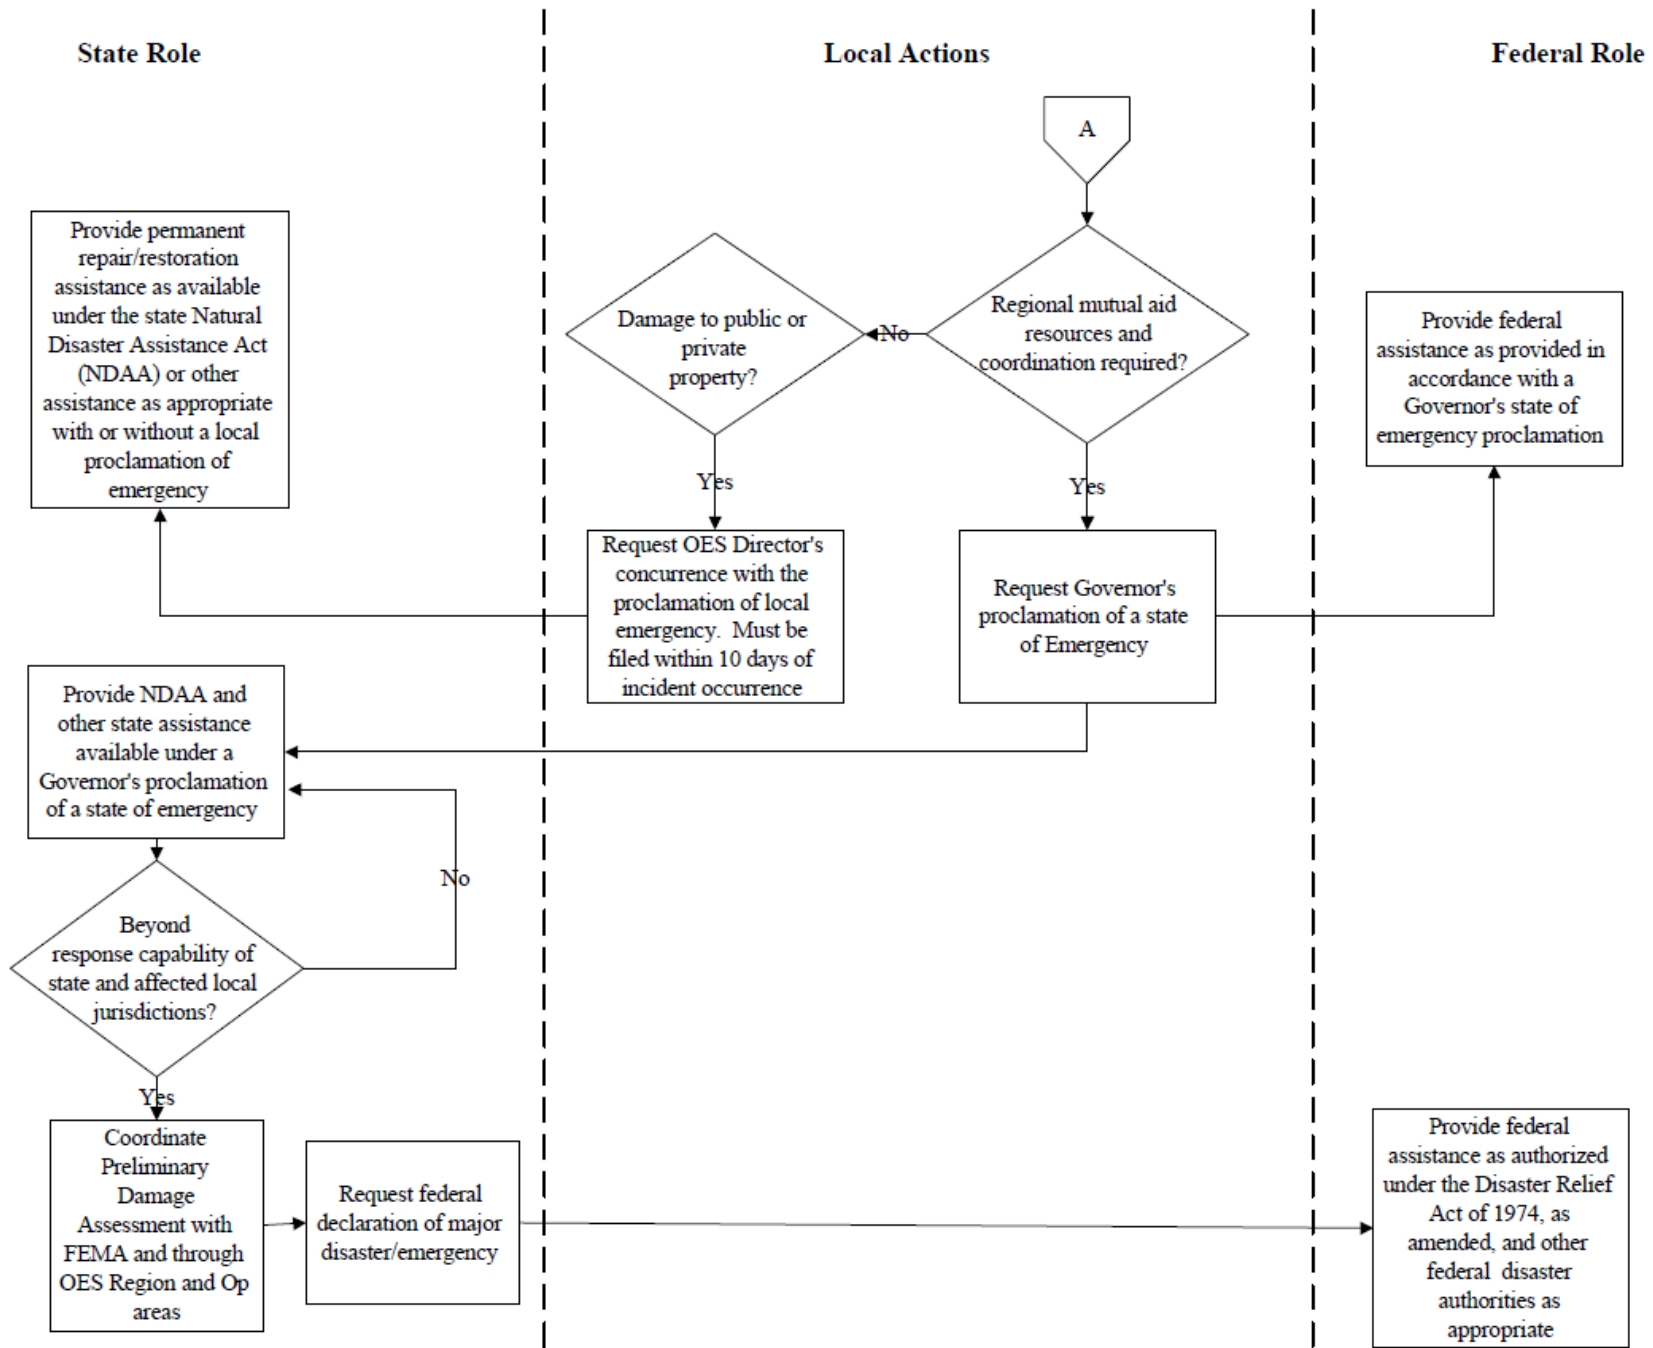 State Role
Local Actions
Federal Role
A
Provide permanent
repair/restoration
assistance as available
under the state Natural
Disaster Assistance Act
(NDAA) or other
assistance as appropriate
with or without a local
proclamation of
emergency
Damage to public or
private
property?
No
Regional mutual aid
resources and
coordination required?
Provide federal
assistance as provided in
accordance with a
Governor's state of
emergency proclamation
Yes
Yes
Request OES Director's
concurrence with the
proclamation of local
emergency.  Must be
filed within 10 days of
incident occurrence
Request Governor's
proclamation of a state
of Emergency
Provide NDAA and
other state assistance
available under a
Governor's proclamation
of a state of emergency
No
Beyond
response capability of
state and affected local
jurisdictions?
Yes
Coordinate
Preliminary
Damage
Assessment with
FEMA and through
OES Region and Op
areas
Request federal
declaration of major
disaster/emergency
Provide federal
assistance as authorized
under the Disaster Relief
Act of 1974, as
amended, and other
federal  disaster
authorities as
appropriate